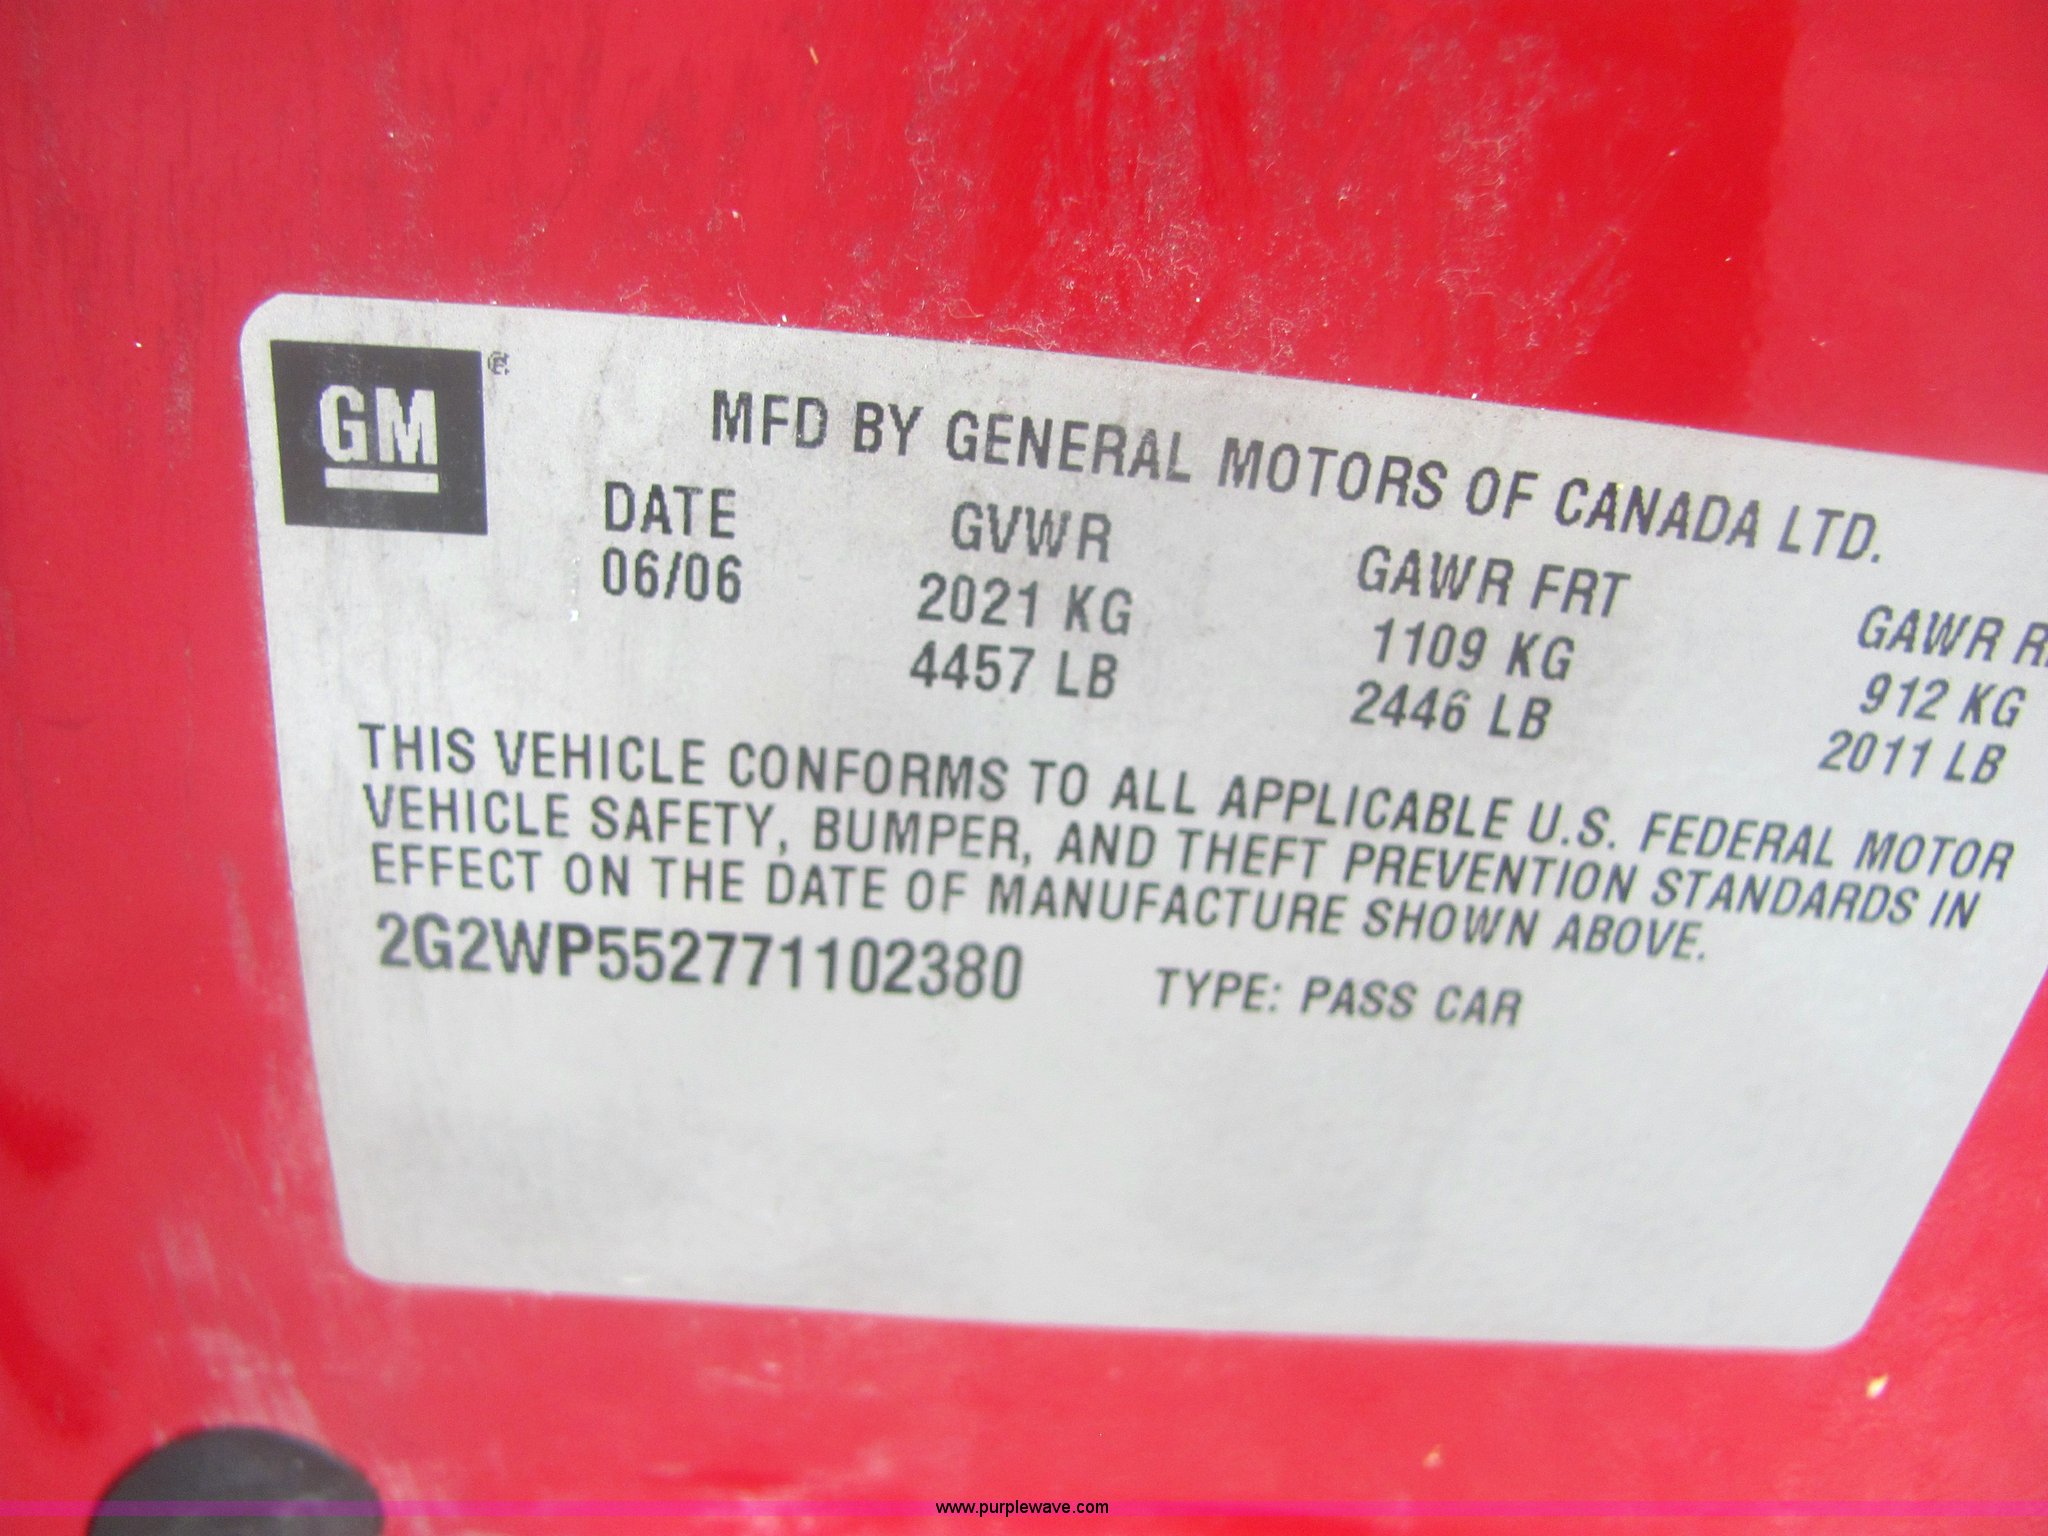 GM
MFD BY GENERAL MOTORS OF CANADA LTD.
DATE GVWR GAWR FRT GAWR
06/06 2021 KG 1109 KG 912 KG
4457 LB 2446 LB 2011 LB
THIS VEHICLE CONFORMS TO ALL APPLICABLE U.S. FEDERAL MOTOR
VEHICLE SAFETY, BUMPER, AND THEFT PREVENTION STANDARDS IN
EFFECT ON THE DATE OF MANUFACTURE SHOWN ABOVE.
2G2WP552771102380 TYPE: PASS CAR
www.purplewave.com